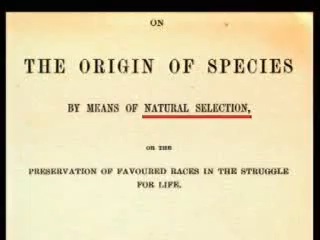 ON
THE ORIGIN OF SPECIES
BY MEANS OF NATURAL SELECTION,
OR THE
PRESERVATION OF FAVOURED RACES IN THE STRUGGLE
FOR LIFE.